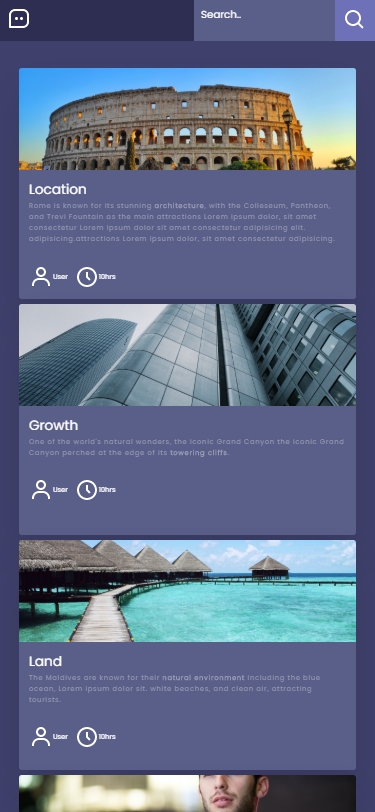 Search..
Location
Rome is known for its stunning architecture, with the Colleseum, Pantheon,
and Trevi Fountain as the main attractions Lorem ipsum dolor, sit amet
consectetur Lorem ipsum dolor sit amet consectetur adipisicing elit.
adipisicing.attractions Lorem ipsum dolor, sit amet consectetur adipisicing.
User 10hrs
Growth
One of the world's natural wonders, the iconic Grand Canyon the iconic Grand
Canyon perched at the edge of its towering cliffs.
User 10hrs
Land
The Maldives are known for their natural environment including the blue
ocean, Lorem ipsum dolor sit. white beaches, and clean air, attracting
tourists.
User 10hrs